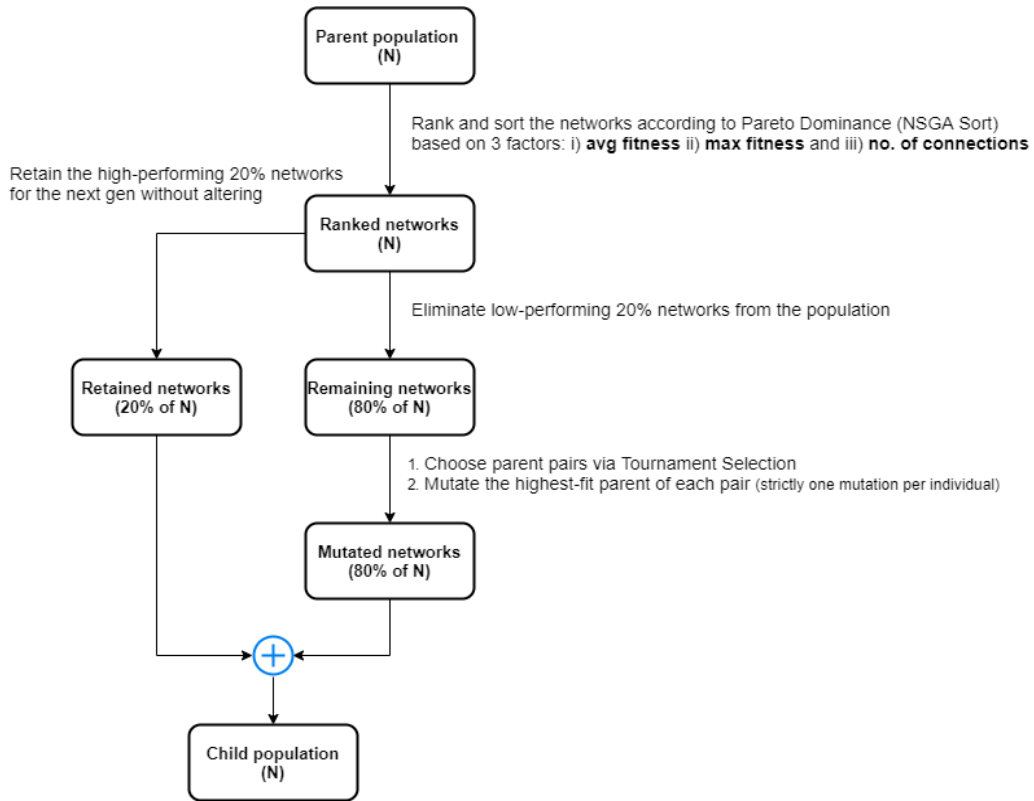 Parent population
(N)
Rank and sort the networks according to Pareto Dominance (NSGA Sort)
based on 3 factors: i) avg fitness ii) max fitness and iii) no. of connections
Retain the high-performing 20% networks
for the next gen without altering
Ranked networks
(N)
Eliminate low-performing 20% networks from the population
Retained networks
(20% of N)
Remaining networks
(80% of N)
1. Choose parent pairs via Tournament Selection
2. Mutate the highest-fit parent of each pair (strictly one mutation per individual)
Mutated networks
(80% of N)
Child population
(N)